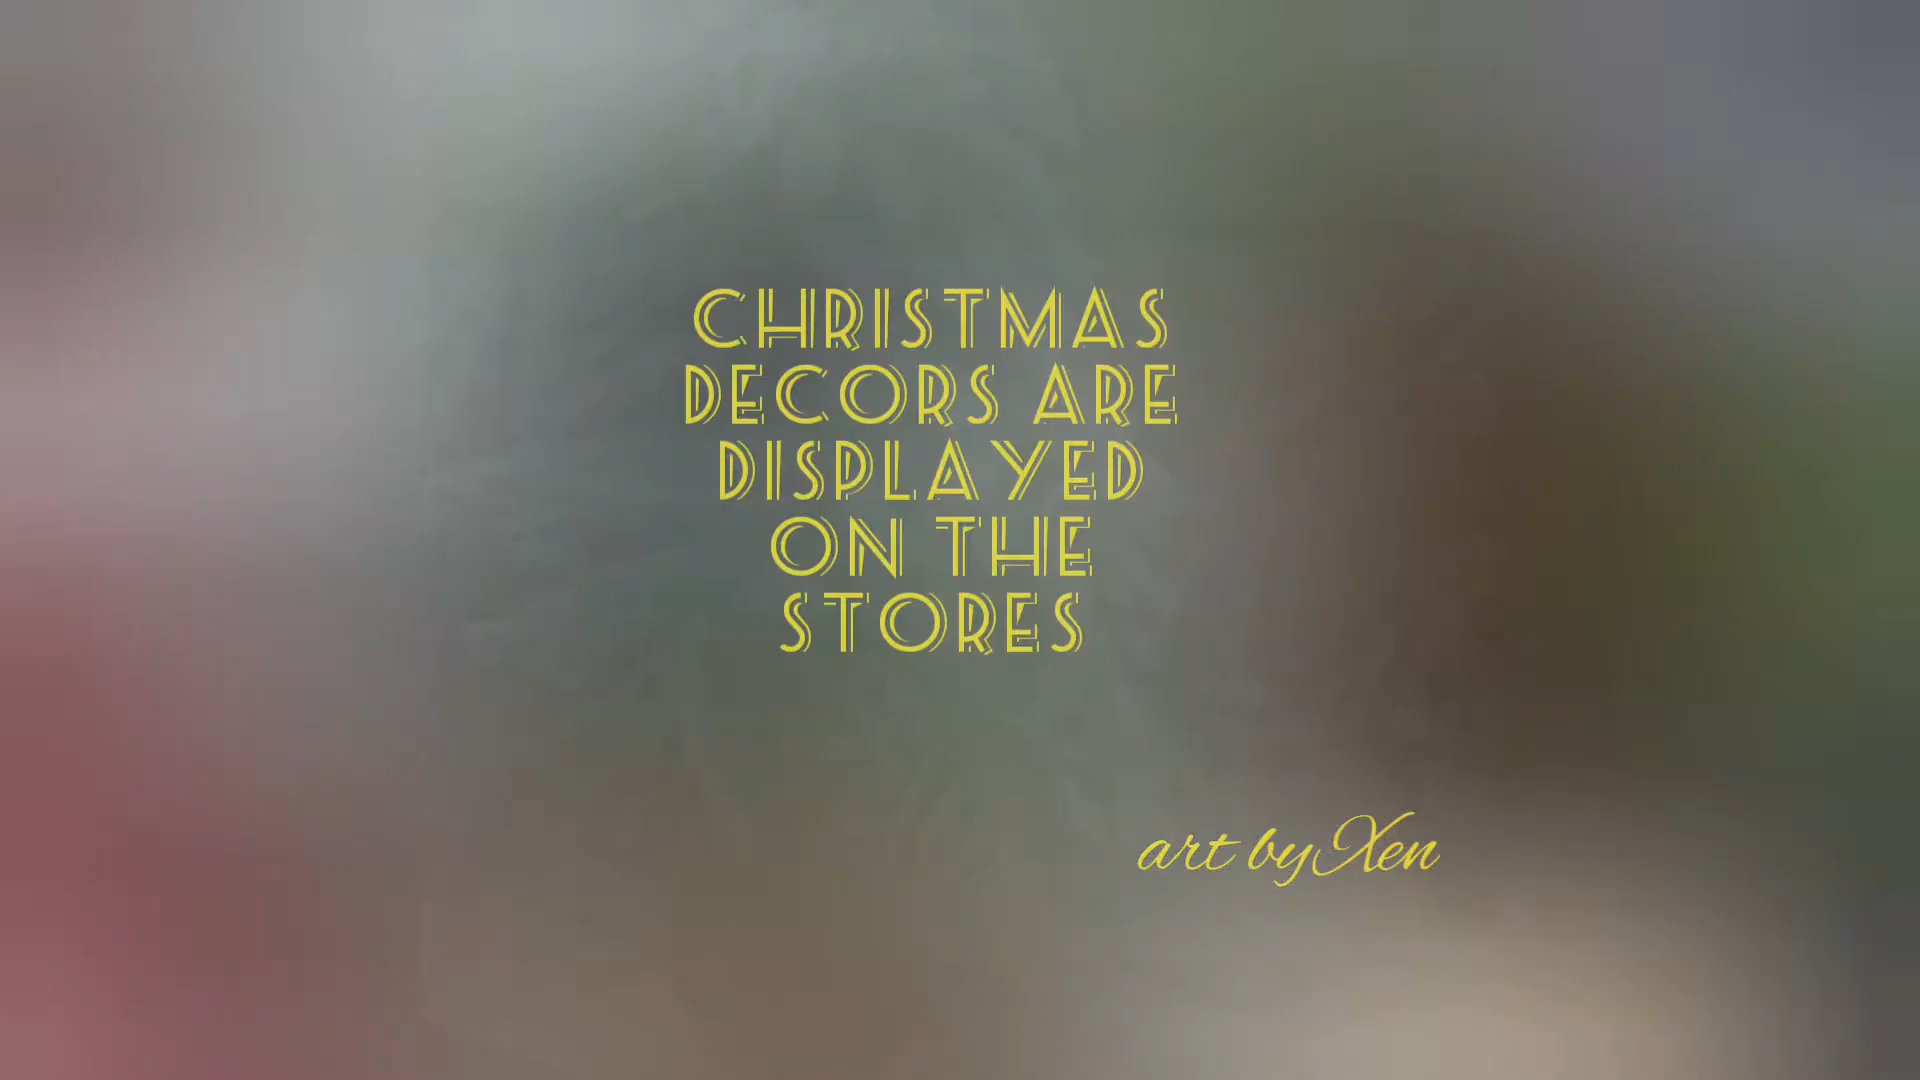 CHRISTMAS
DECORS ARE
DISPLAYED
ON THE
STORES
art by Xen